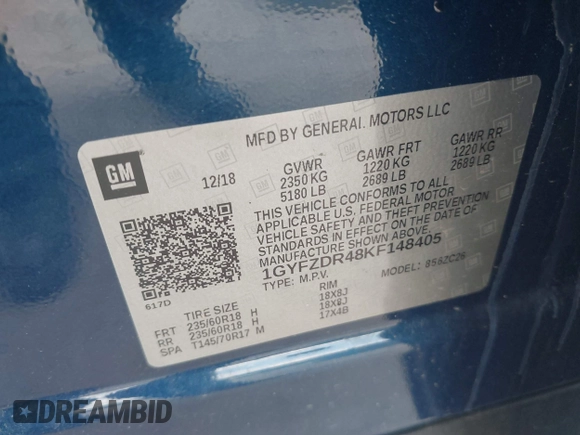 MFD BY GENERAL MOTORS LLC
GM
12/18
GVWR
2350 KG
5180 LB
GAWR FRT
1220 KG
2689 LB
GAWR RR
1220 KG
2689 LB
THIS VEHICLE CONFORMS TO ALL
APPLICABLE U.S. FEDERAL MOTOR
VEHICLE SAFETY AND THEFT PREVENTION
STANDARDS IN EFFECT ON THE DATE OF
MANUFACTURE SHOWN ABOVE.
1GYFZDR48KF148405
TYPE: M.P.V.
MODEL:
617D
TIRE SIZE
RIM
FRT 235/60R18 H 18X8J
RR 235/60R18 H 18X8J
SPA T145/70R17 M 17X4B
DREAMBID